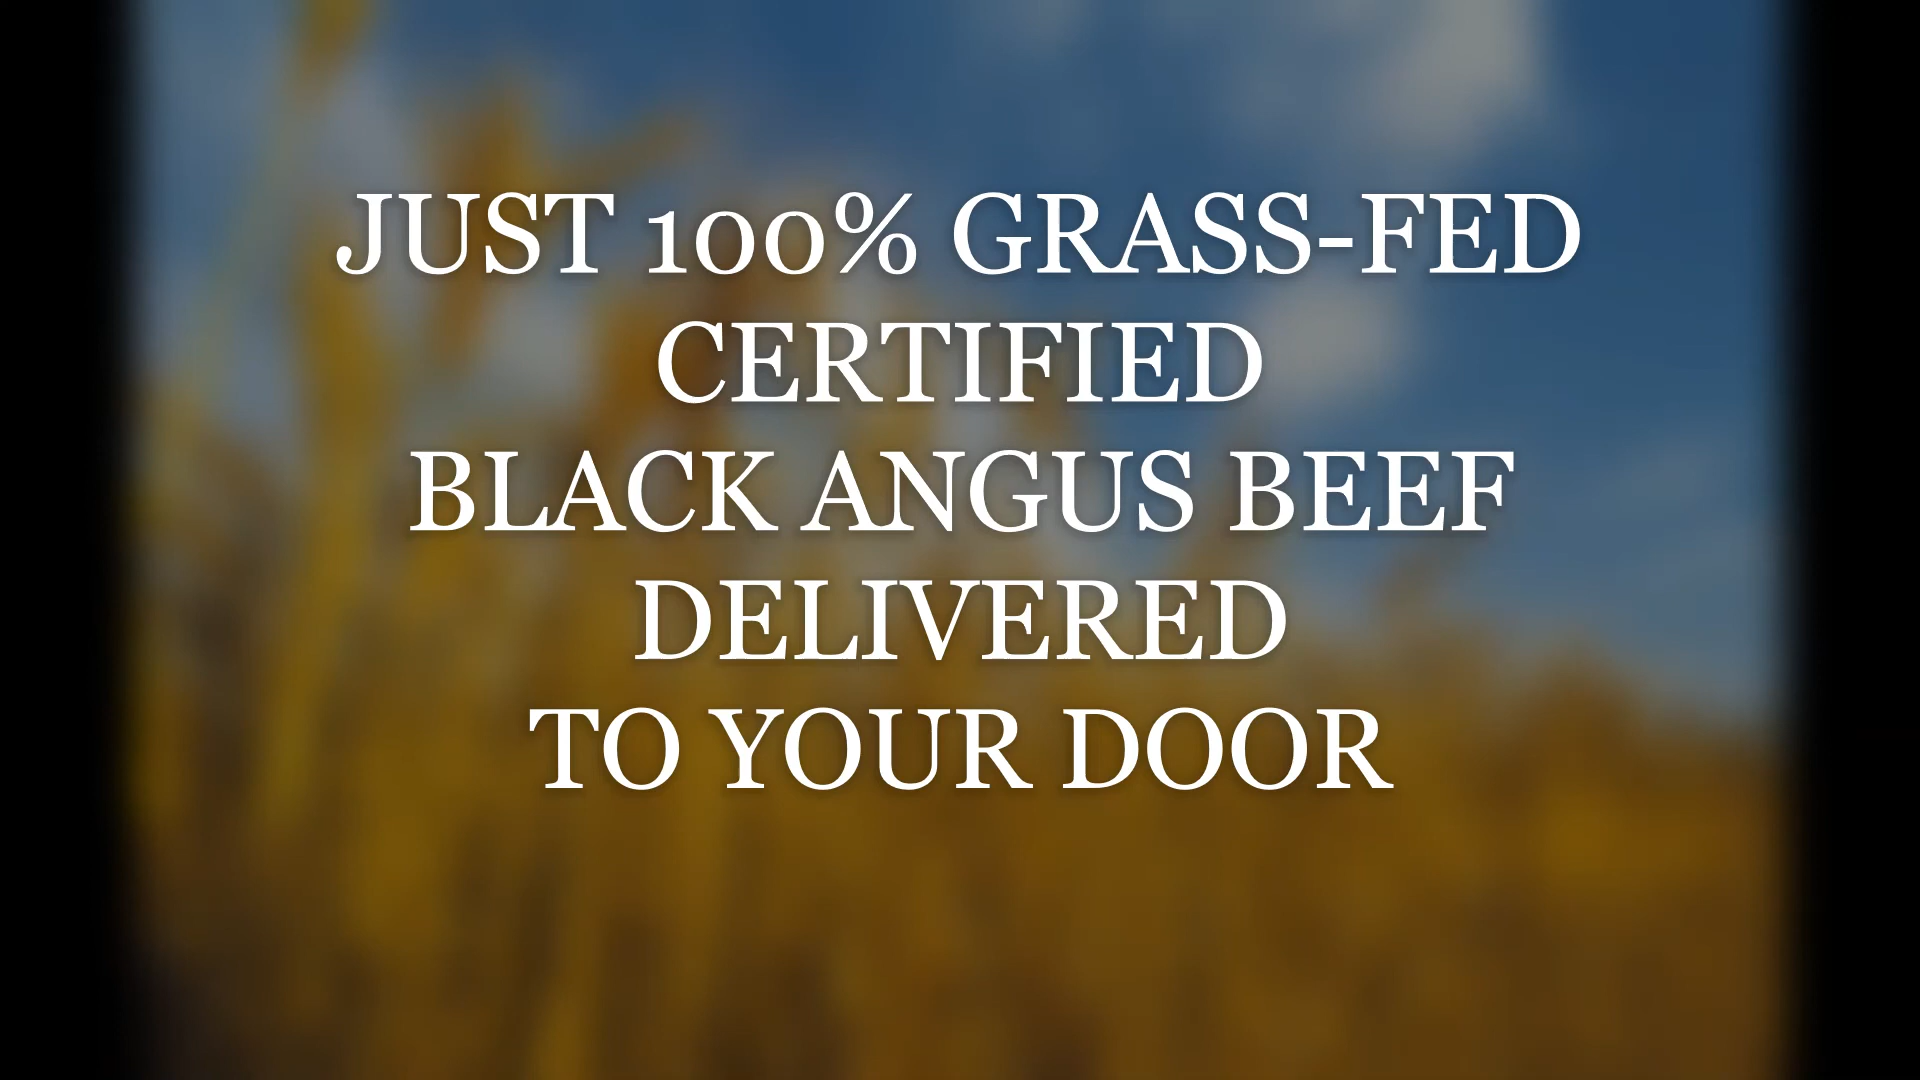 JUST 100% GRASS-FED
CERTIFIED
BLACK ANGUS BEEF
DELIVERED
TO YOUR DOOR